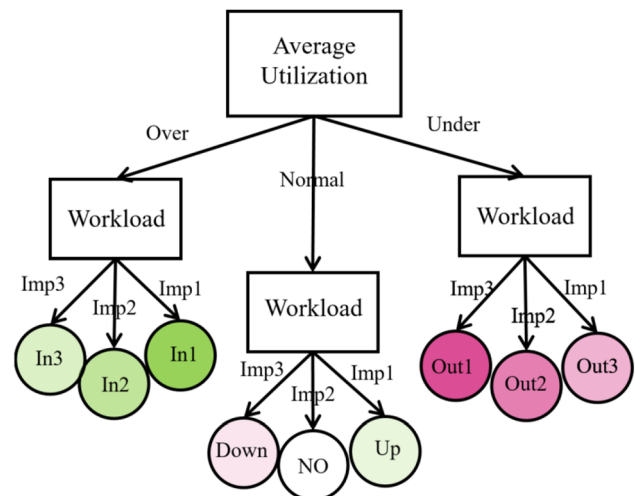 Average
Utilization
Over
Normal
Under
Workload
Imp3
Imp2
Imp1
In3
In2
In1
Workload
Imp3
Imp2
Imp1
Down
NO
Up
Workload
Imp3
Imp2
Imp1
Out1
Out2
Out3